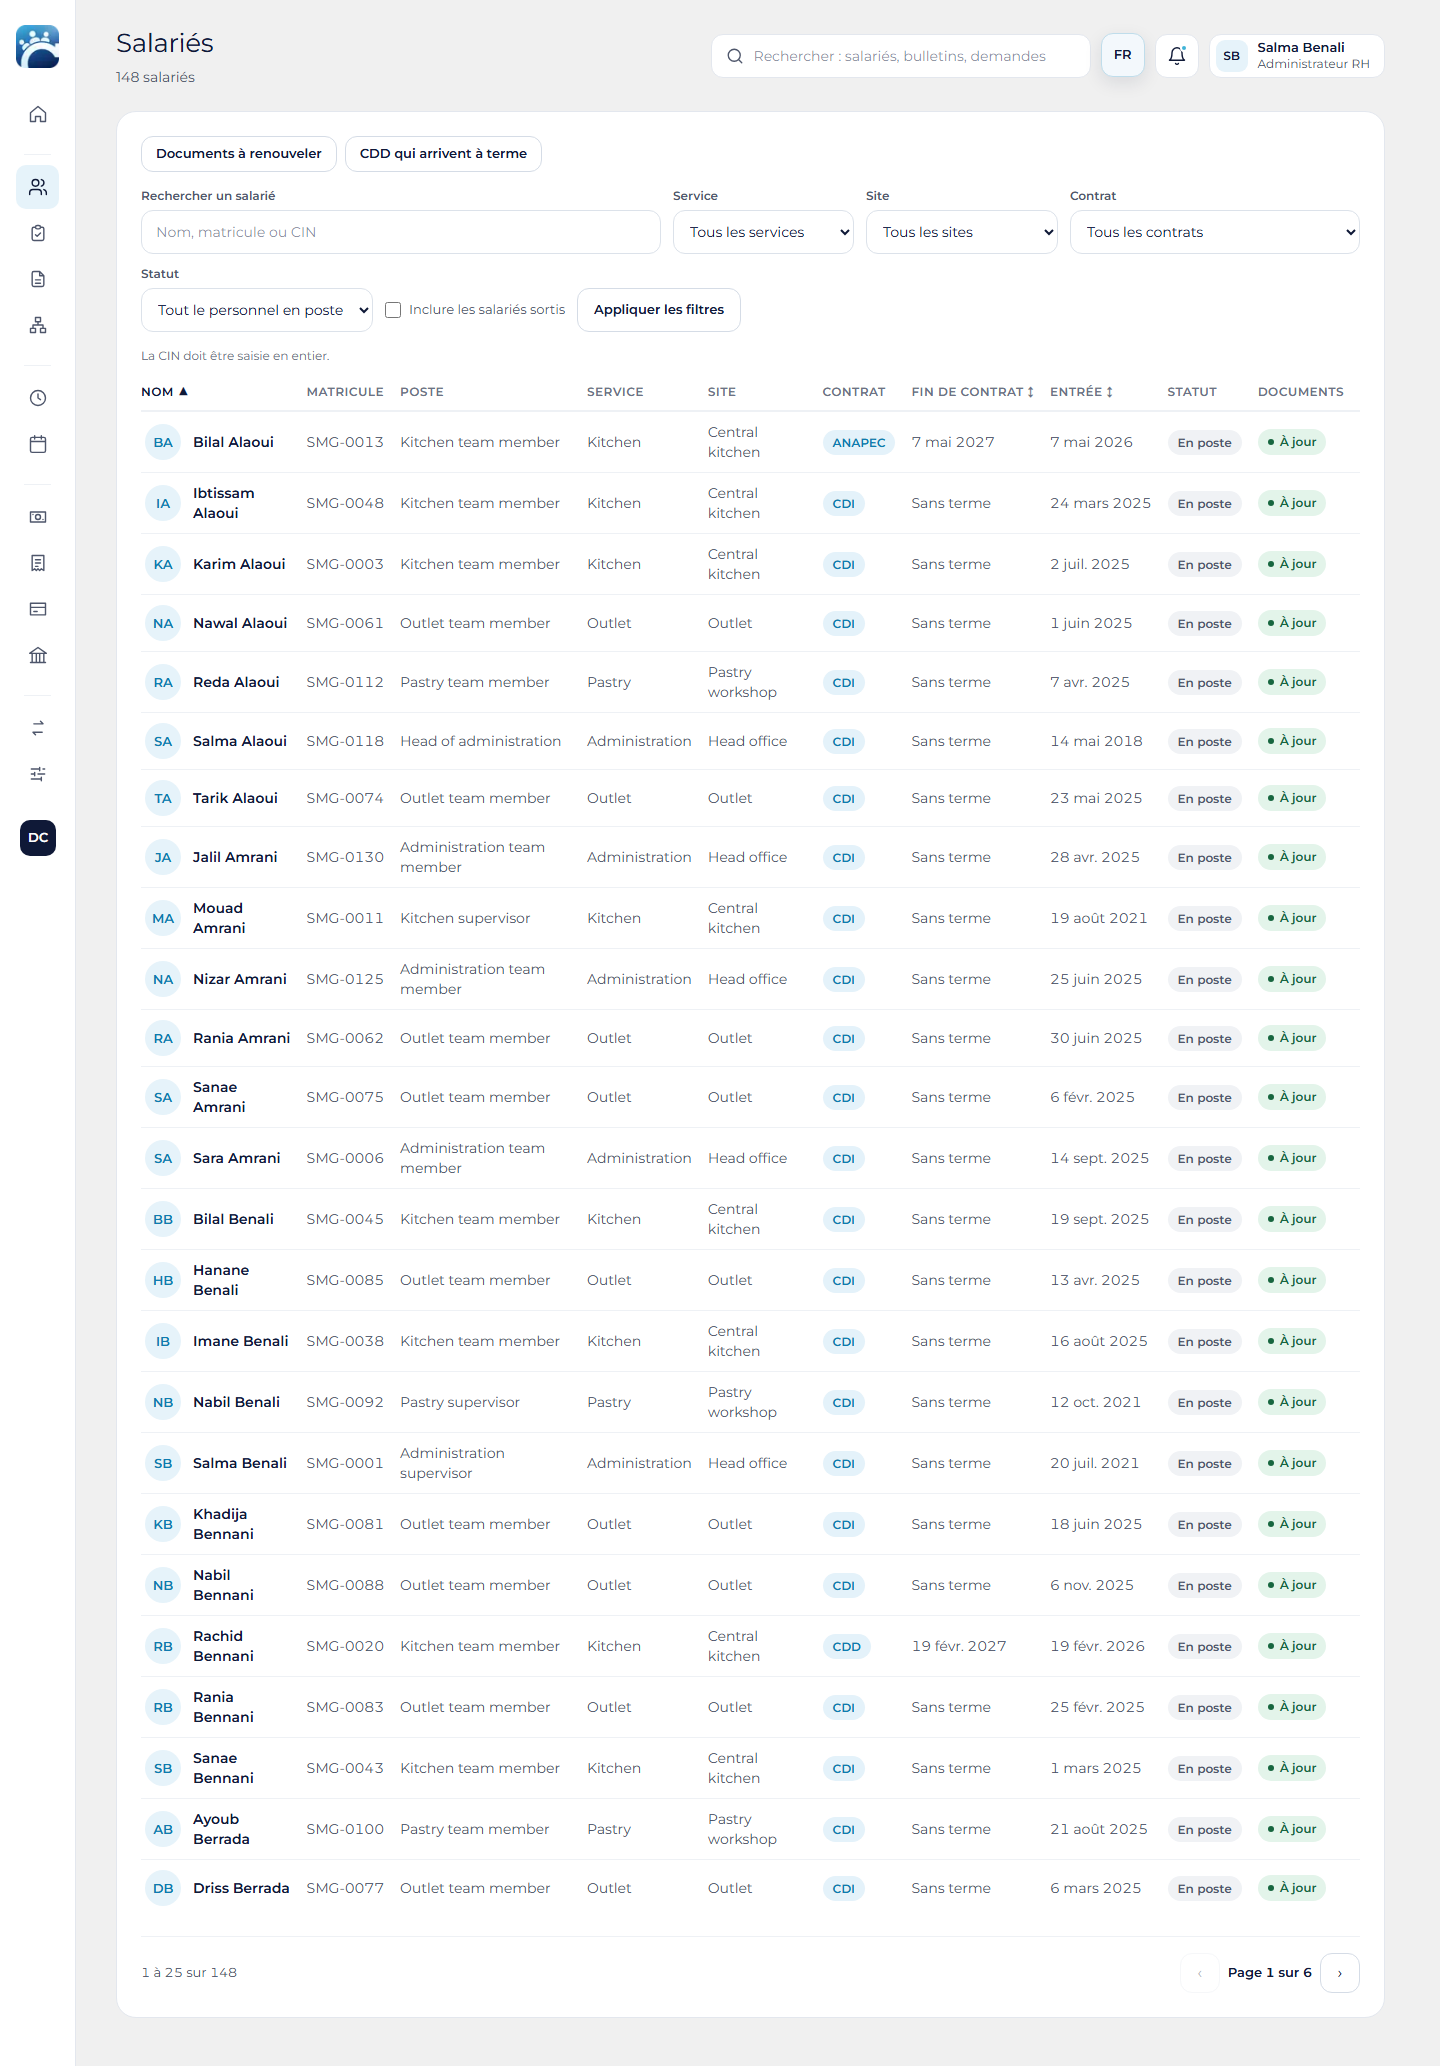 Salariés
148 salariés
Rechercher : salariés, bulletins, demandes
FR
SB
Salma Benali
Administrateur RH
Documents à renouveler
CDD qui arrivent à terme
Rechercher un salarié
Service
Site
Contrat
Nom, matricule ou CIN
Tous les services
Tous les sites
Tous les contrats
Statut
Tout le personnel en poste
Inclure les salariés sortis
Appliquer les filtres
La CIN doit être saisie en entier.
NOM ▲ MATRICULE POSTE SERVICE SITE CONTRAT FIN DE CONTRAT ↕ ENTRÉE ↕ STATUT DOCUMENTS
BA Bilal Alaoui SMG-0013 Kitchen team member Kitchen Central kitchen ANAPEC 7 mai 2027 7 mai 2026 En poste À jour
IA Ibtissam Alaoui SMG-0048 Kitchen team member Kitchen Central kitchen CDI Sans terme 24 mars 2025 En poste À jour
KA Karim Alaoui SMG-0003 Kitchen team member Kitchen Central kitchen CDI Sans terme 2 juil. 2025 En poste À jour
NA Nawal Alaoui SMG-0061 Outlet team member Outlet Outlet CDI Sans terme 1 juin 2025 En poste À jour
RA Reda Alaoui SMG-0112 Pastry team member Pastry Pastry workshop CDI Sans terme 7 avr. 2025 En poste À jour
SA Salma Alaoui SMG-0118 Head of administration Administration Head office CDI Sans terme 14 mai 2018 En poste À jour
TA Tarik Alaoui SMG-0074 Outlet team member Outlet Outlet CDI Sans terme 23 mai 2025 En poste À jour
JA Jalil Amrani SMG-0130 Administration team member Administration Head office CDI Sans terme 28 avr. 2025 En poste À jour
MA Mouad Amrani SMG-0011 Kitchen supervisor Kitchen Central kitchen CDI Sans terme 19 août 2021 En poste À jour
NA Nizar Amrani SMG-0125 Administration team member Administration Head office CDI Sans terme 25 juin 2025 En poste À jour
RA Rania Amrani SMG-0062 Outlet team member Outlet Outlet CDI Sans terme 30 juin 2025 En poste À jour
SA Sanae Amrani SMG-0075 Outlet team member Outlet Outlet CDI Sans terme 6 févr. 2025 En poste À jour
SA Sara Amrani SMG-0006 Administration team member Administration Head office CDI Sans terme 14 sept. 2025 En poste À jour
BB Bilal Benali SMG-0045 Kitchen team member Kitchen Central kitchen CDI Sans terme 19 sept. 2025 En poste À jour
HB Hanane Benali SMG-0085 Outlet team member Outlet Outlet CDI Sans terme 13 avr. 2025 En poste À jour
IB Imane Benali SMG-0038 Kitchen team member Kitchen Central kitchen CDI Sans terme 16 août 2025 En poste À jour
NB Nabil Benali SMG-0092 Pastry supervisor Pastry Pastry workshop CDI Sans terme 12 oct. 2021 En poste À jour
SB Salma Benali SMG-0001 Administration supervisor Administration Head office CDI Sans terme 20 juil. 2021 En poste À jour
KB Khadija Bennani SMG-0081 Outlet team member Outlet Outlet CDI Sans terme 18 juin 2025 En poste À jour
NB Nabil Bennani SMG-0088 Outlet team member Outlet Outlet CDI Sans terme 6 nov. 2025 En poste À jour
RB Rachid Bennani SMG-0020 Kitchen team member Kitchen Central kitchen CDD 19 févr. 2027 19 févr. 2026 En poste À jour
RB Rania Bennani SMG-0083 Outlet team member Outlet Outlet CDI Sans terme 25 févr. 2025 En poste À jour
SB Sanae Bennani SMG-0043 Kitchen team member Kitchen Central kitchen CDI Sans terme 1 mars 2025 En poste À jour
AB Ayoub Berrada SMG-0100 Pastry team member Pastry Pastry workshop CDI Sans terme 21 août 2025 En poste À jour
DB Driss Berrada SMG-0077 Outlet team member Outlet Outlet CDI Sans terme 6 mars 2025 En poste À jour
1 à 25 sur 148
‹ Page 1 sur 6 ›
DC